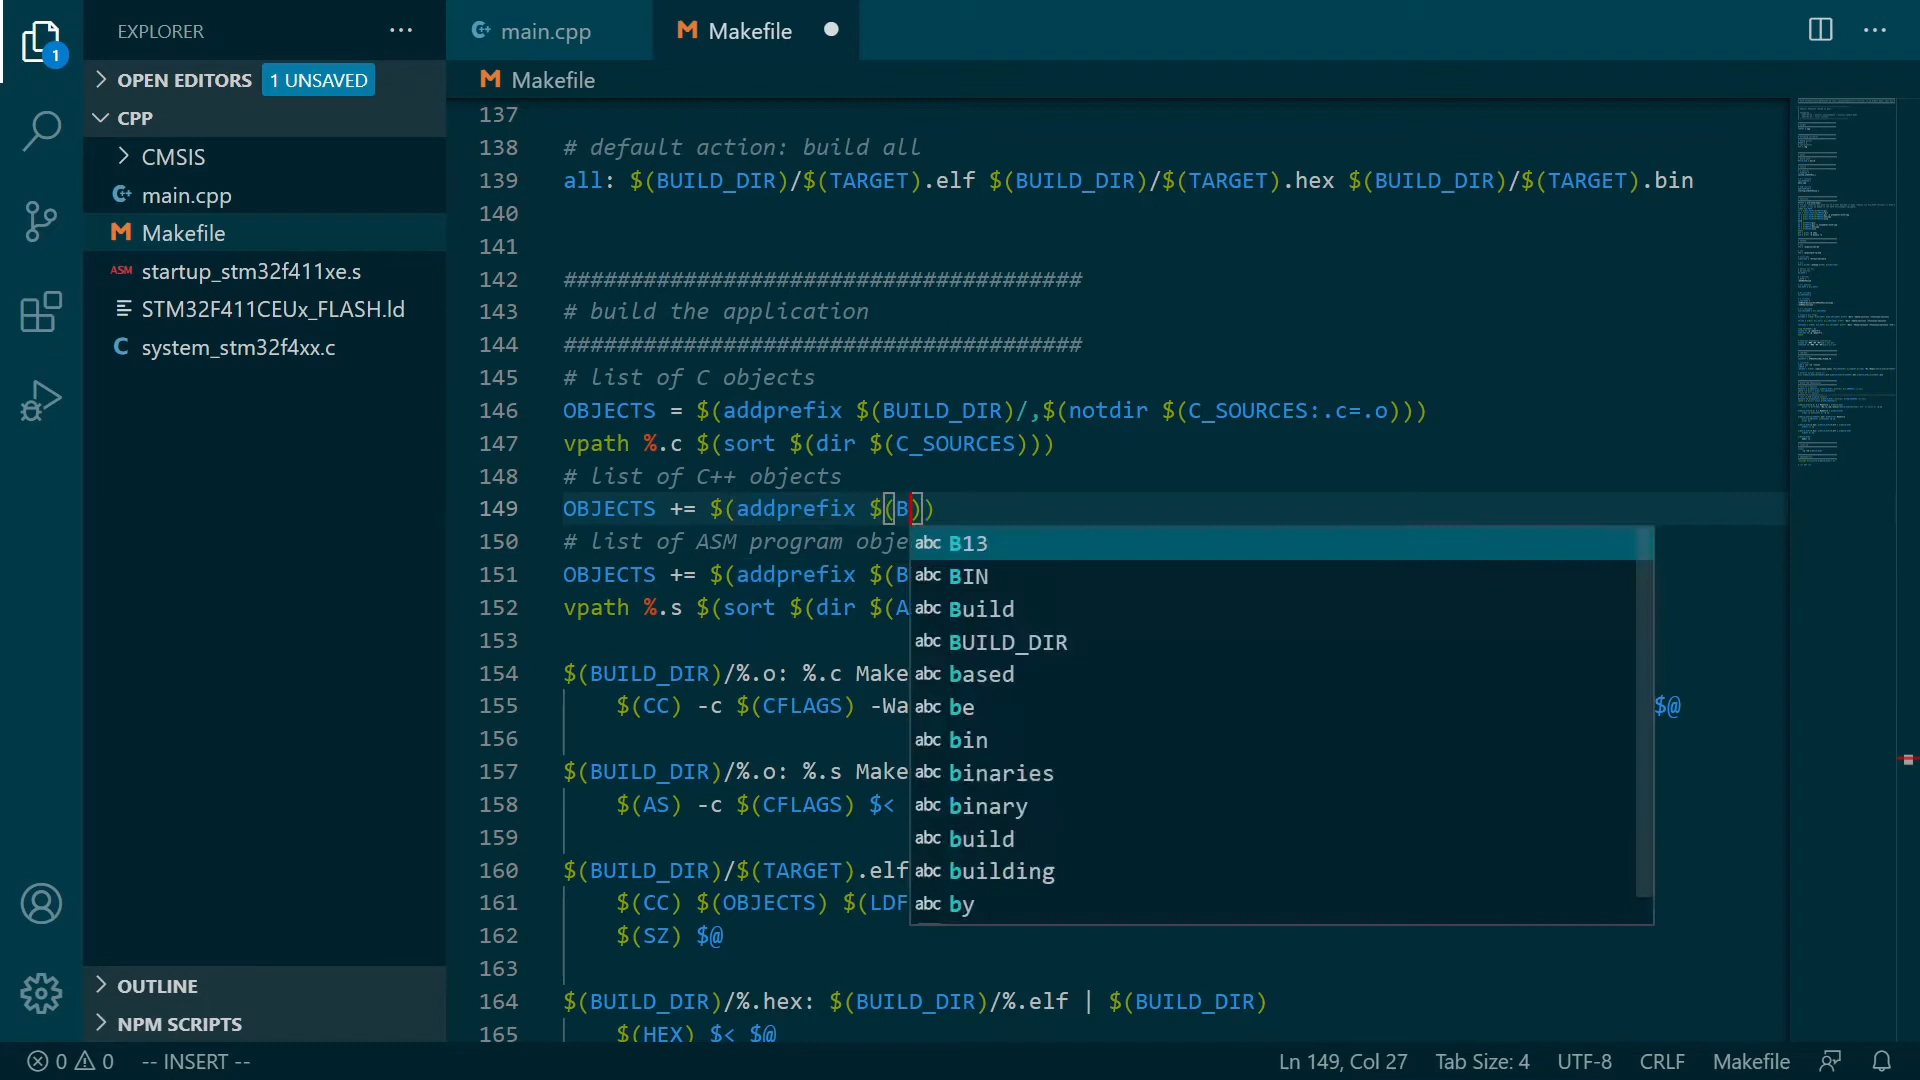 EXPLORER
1
OPEN EDITORS 1 UNSAVED
CPP
CMSIS
main.cpp
Makefile
startup_stm32f411xe.s
STM32F411CEUx_FLASH.ld
system_stm32f4xx.c
OUTLINE
NPM SCRIPTS
main.cpp
Makefile
Makefile
137
138 # default action: build all
139 all: $(BUILD_DIR)/$(TARGET).elf $(BUILD_DIR)/$(TARGET).hex $(BUILD_DIR)/$(TARGET).bin
140
141
142 #######################################
143 # build the application
144 #######################################
145 # list of C objects
146 OBJECTS = $(addprefix $(BUILD_DIR)/,$(notdir $(C_SOURCES:.c=.o)))
147 vpath %.c $(sort $(dir $(C_SOURCES)))
148 # list of C++ objects
149 OBJECTS += $(addprefix $(B))
150 # list of ASM program obje
151 OBJECTS += $(addprefix $(B
152 vpath %.s $(sort $(dir $(A
153
154 $(BUILD_DIR)/%.o: %.c Make
155 $(CC) -c $(CFLAGS) -Wa $@
156
157 $(BUILD_DIR)/%.o: %.s Make
158 $(AS) -c $(CFLAGS) $<
159
160 $(BUILD_DIR)/$(TARGET).elf
161 $(CC) $(OBJECTS) $(LDF
162 $(SZ) $@
163
164 $(BUILD_DIR)/%.hex: $(BUILD_DIR)/%.elf | $(BUILD_DIR)
165 $(HEX) $< $@
abc B13
abc BIN
abc Build
abc BUILD_DIR
abc based
abc be
abc bin
abc binaries
abc binary
abc build
abc building
abc by
0 0 -- INSERT -- Ln 149, Col 27 Tab Size: 4 UTF-8 CRLF Makefile